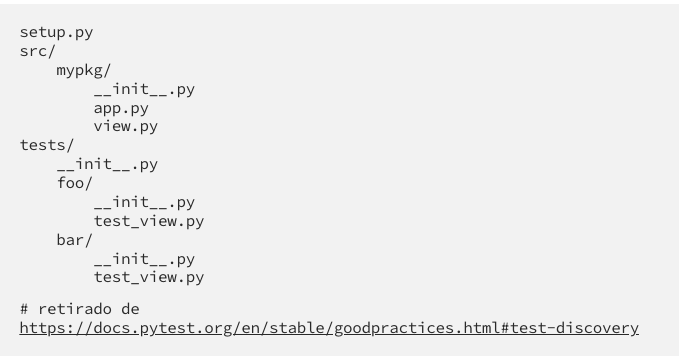 setup.py
src/
    mypkg/
        __init__.py
        app.py
        view.py
tests/
    __init__.py
    foo/
        __init__.py
        test_view.py
    bar/
        __init__.py
        test_view.py
# retirado de
https://docs.pytest.org/en/stable/goodpractices.html#test-discovery